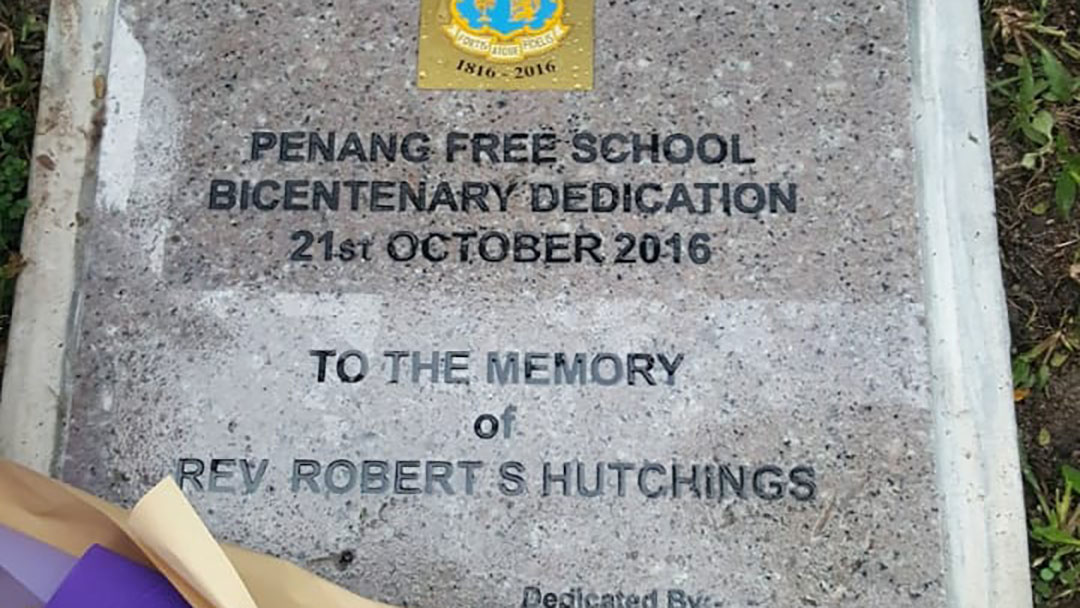 FORTIS ATQUE FIDELIS
1816 - 2016
PENANG FREE SCHOOL
BICENTENARY DEDICATION
21st OCTOBER 2016
TO THE MEMORY
of
REV. ROBERT S HUTCHINGS
Dedicated By:-